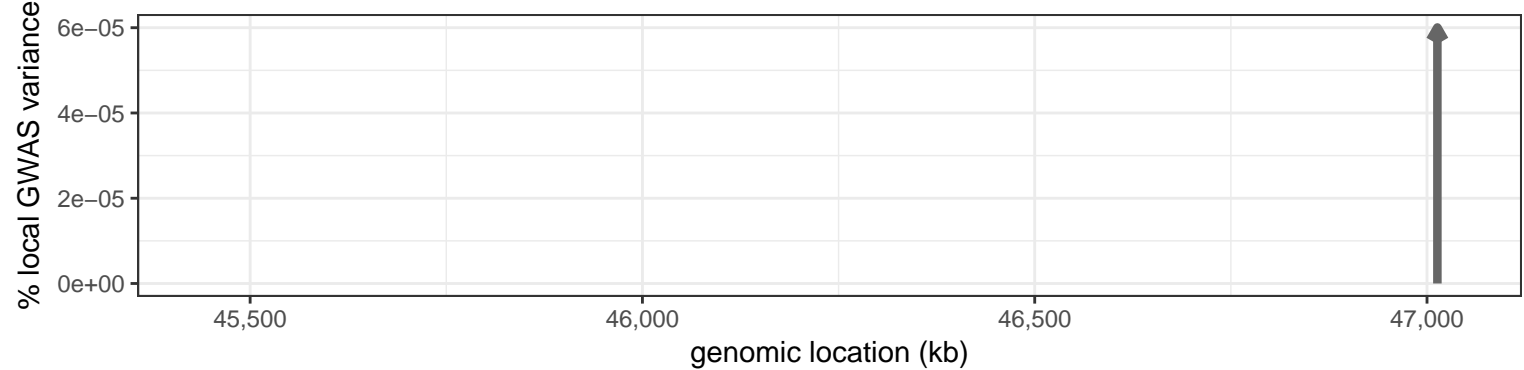 % local GWAS variance
6e−05
4e−05
2e−05
0e+00
45,500 46,000 46,500 47,000
genomic location (kb)